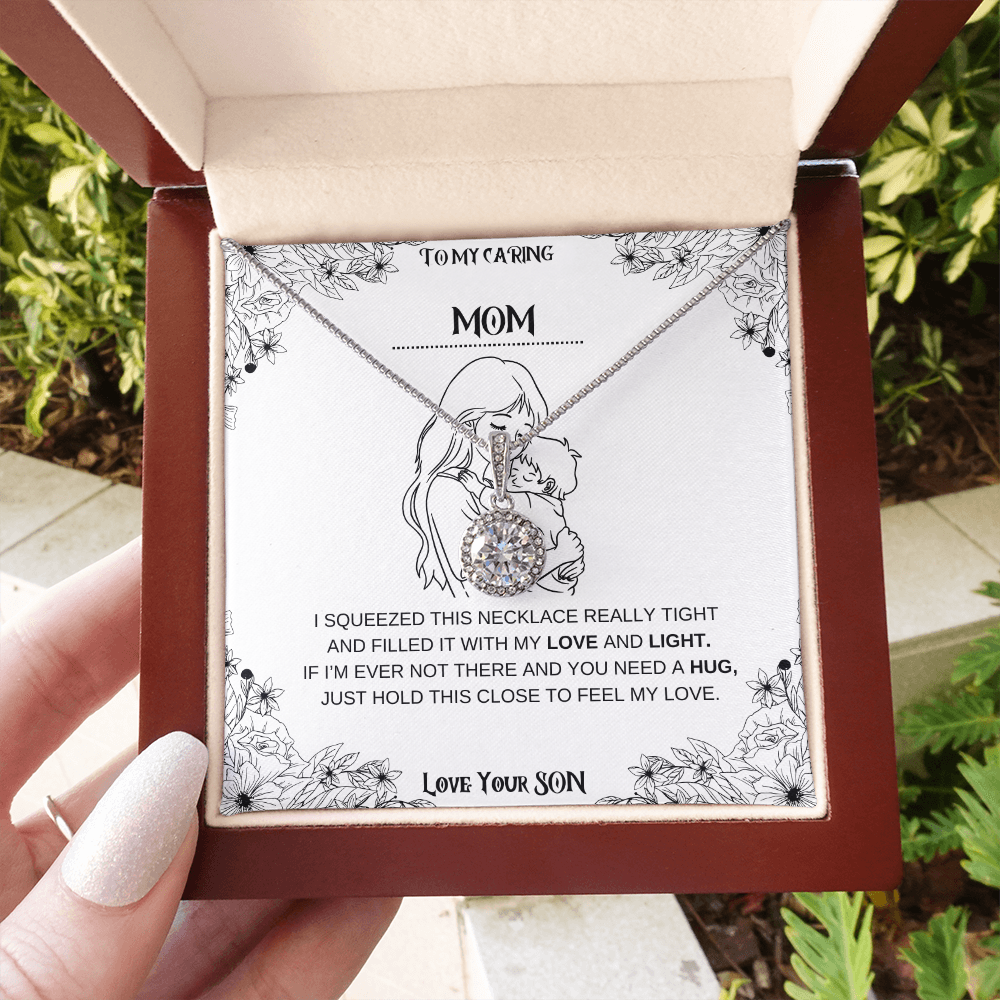 TO MY CARING
MOM
I SQUEEZED THIS NECKLACE REALLY TIGHT
AND FILLED IT WITH MY LOVE AND LIGHT.
IF I'M EVER NOT THERE AND YOU NEED A HUG,
JUST HOLD THIS CLOSE TO FEEL MY LOVE.
LOVE YOUR SON